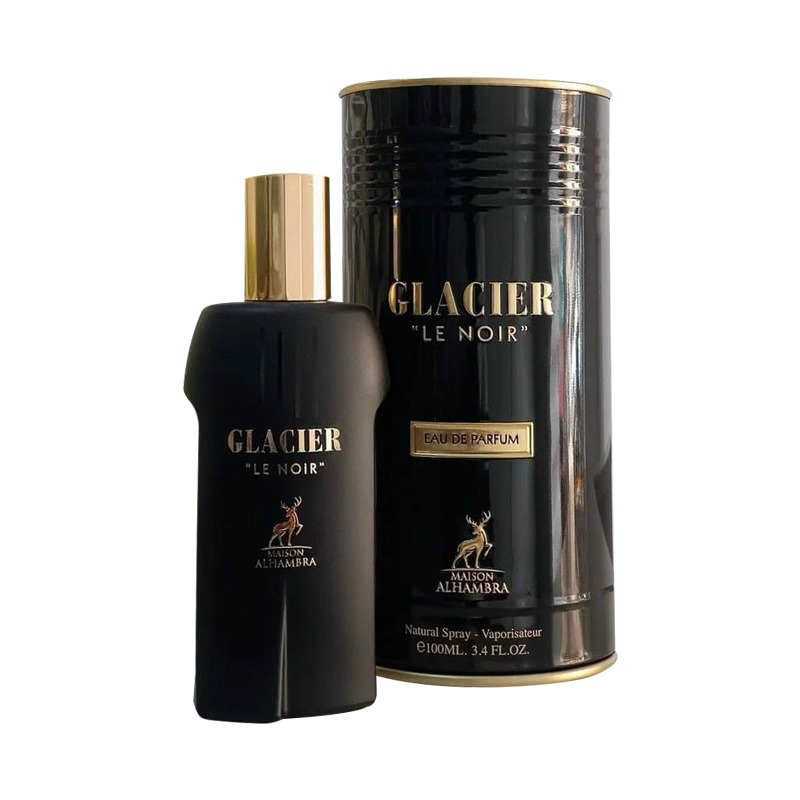 GLACIER
"LE NOIR"
MAISON
ALHAMBRA
GLACIER
"LE NOIR"
EAU DE PARFUM
MAISON
ALHAMBRA
Natural Spray - Vaporisateur
℮100ML. 3.4 FL.OZ.